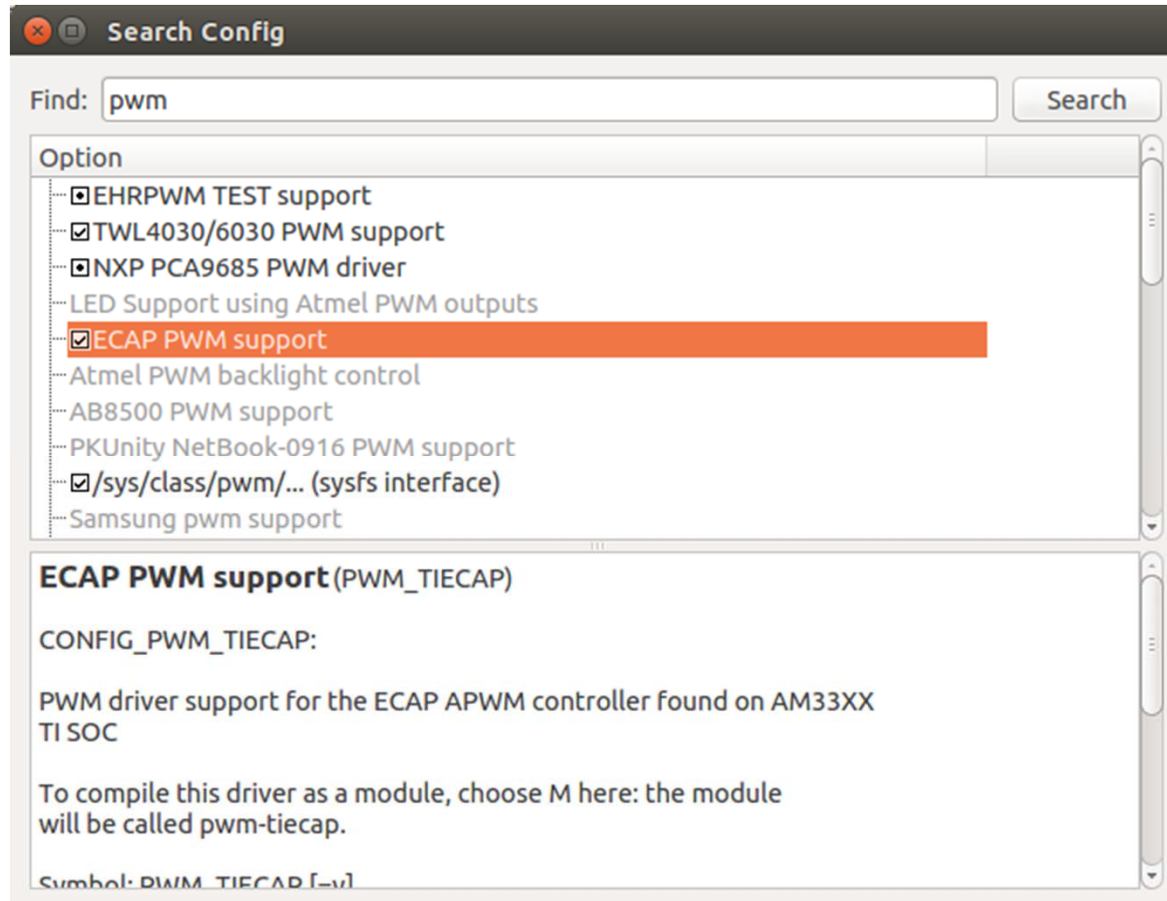 Search Config
Find: pwm Search
Option
EHRPWM TEST support
TWL4030/6030 PWM support
NXP PCA9685 PWM driver
LED Support using Atmel PWM outputs
ECAP PWM support
Atmel PWM backlight control
AB8500 PWM support
PKUnity NetBook-0916 PWM support
/sys/class/pwm/... (sysfs interface)
Samsung pwm support
ECAP PWM support (PWM_TIECAP)
CONFIG_PWM_TIECAP:
PWM driver support for the ECAP APWM controller found on AM33XX
TI SOC
To compile this driver as a module, choose M here: the module
will be called pwm-tiecap.
Symbol: PWM_TIECAP [=y]